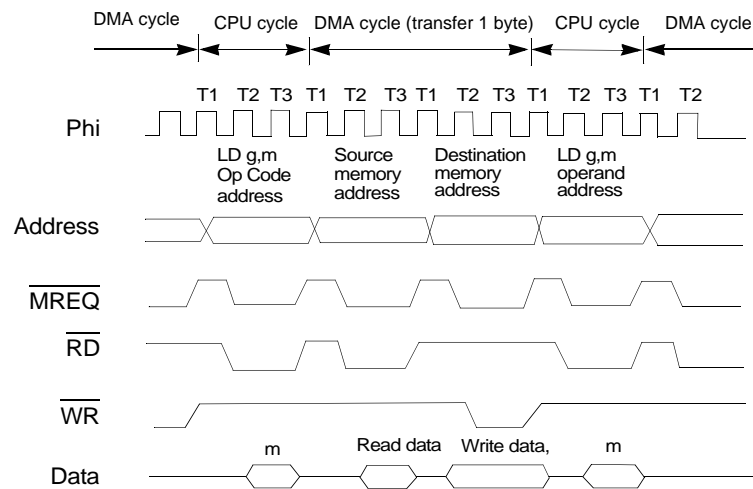 DMA cycle CPU cycle DMA cycle (transfer 1 byte) CPU cycle DMA cycle
T1 T2 T3 T1 T2 T3 T1 T2 T3 T1 T2 T3 T1 T2
Phi
LD g,m Source Destination LD g,m
Op Code memory memory operand
address address address address
Address
MREQ
RD
WR
m Read data Write data, m
Data